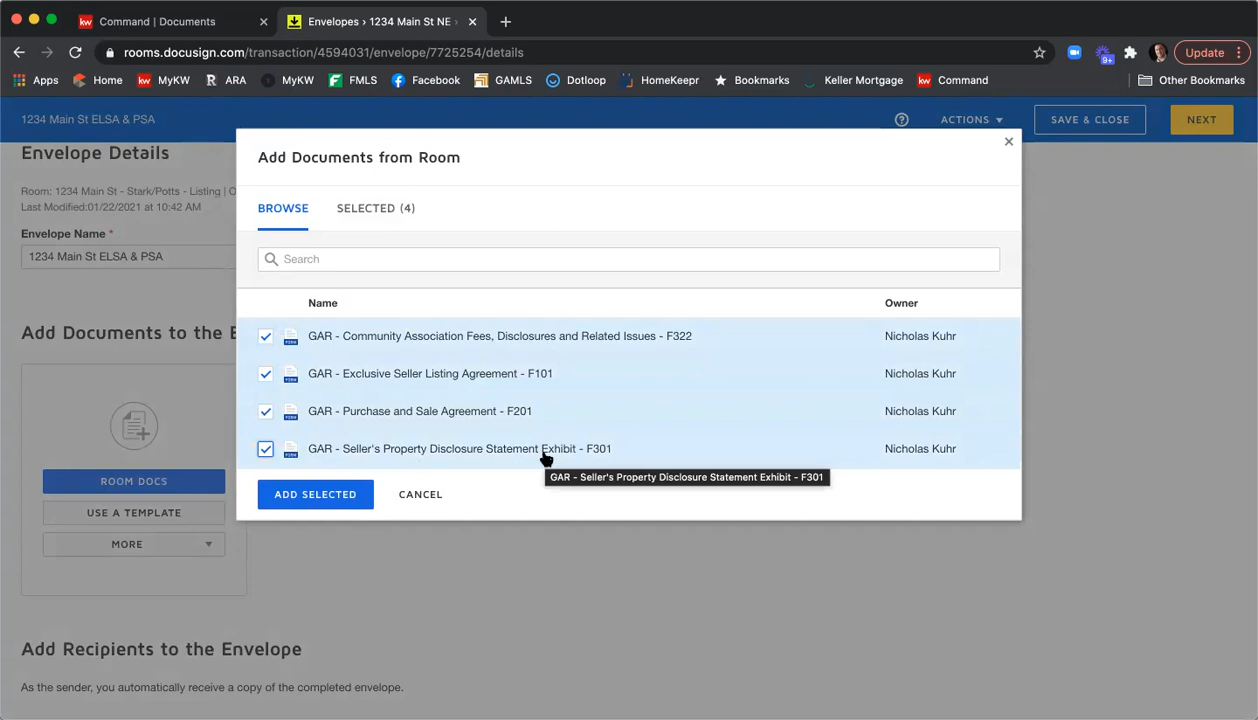 Command | Documents
Envelopes › 1234 Main St NE ›
rooms.docusign.com/transaction/4594031/envelope/7725254/details
9+
Update
Apps
Home
kw MyKW
R ARA
MyKW
FMLS
Facebook
GAMLS
Dotloop
HomeKeepr
Bookmarks
Keller Mortgage
kw Command
Other Bookmarks
1234 Main St ELSA & PSA
ACTIONS
SAVE & CLOSE
NEXT
Envelope Details
Room: 1234 Main St - Stark/Potts - Listing | O
Last Modified:01/22/2021 at 10:42 AM
Envelope Name *
1234 Main St ELSA & PSA
Add Documents to the E
ROOM DOCS
USE A TEMPLATE
MORE
Add Recipients to the Envelope
As the sender, you automatically receive a copy of the completed envelope.
Add Documents from Room
BROWSE
SELECTED (4)
Search
Name
Owner
GAR - Community Association Fees, Disclosures and Related Issues - F322
Nicholas Kuhr
GAR - Exclusive Seller Listing Agreement - F101
Nicholas Kuhr
GAR - Purchase and Sale Agreement - F201
Nicholas Kuhr
GAR - Seller's Property Disclosure Statement Exhibit - F301
Nicholas Kuhr
GAR - Seller's Property Disclosure Statement Exhibit - F301
ADD SELECTED
CANCEL